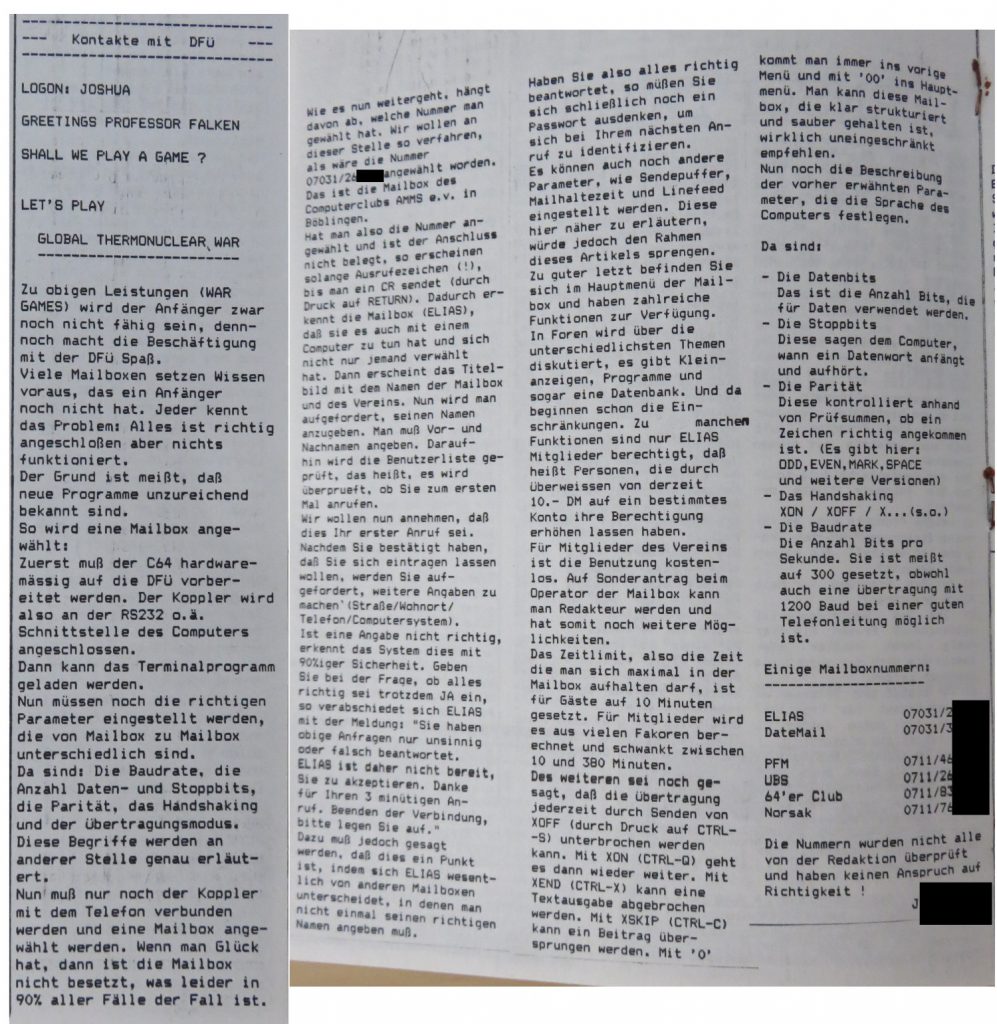 --- Kontakte mit DFÜ ---
LOGON: JOSHUA
GREETINGS PROFESSOR FALKEN
SHALL WE PLAY A GAME ?
LET'S PLAY
GLOBAL THERMONUCLEAR WAR
Zu obigen Leistungen (WAR
GAMES) wird der Anfänger zwar
noch nicht fähig sein, denn-
noch macht die Beschäftigung
mit der DFü Spaß.
Viele Mailboxen setzen Wissen
voraus, das ein Anfänger
noch nicht hat. Jeder kennt
das Problem: Alles ist richtig
angeschloßen aber nichts
funktioniert.
Der Grund ist meißt, daß
neue Programme unzureichend
bekannt sind.
So wird eine Mailbox ange-
wählt:
Zuerst muß der C64 hardware-
mässig auf die DFü vorber-
eitet werden. Der Koppler wird
also an der RS232 o.ä.
Schnittstelle des Computers
angeschlossen.
Dann kann das Terminalprogramm
geladen werden.
Nun müssen noch die richtigen
Parameter eingestellt werden,
die von Mailbox zu Mailbox
unterschiedlich sind.
Da sind: Die Baudrate, die
Anzahl Daten- und Stoppbits,
die Parität, das Handshaking
und der übertragungsmodus.
Diese Begriffe werden an
anderer Stelle genau erläut-
ert.
Nun muß nur noch der Koppler
mit dem Telefon verbunden
werden und eine Mailbox ange-
wählt werden. Wenn man Glück
hat, dann ist die Mailbox
nicht besetzt, was leider in
90% aller Fälle der Fall ist.
Wie es nun weitergeht, hängt
davon ab, welche Nummer man
gewählt hat. Wir wollen an
dieser Stelle so verfahren,
als wäre die Nummer
07031/26 angewählt worden.
Das ist die Mailbox des
Computerclubs AMMS e.v. in
Böblingen.
Hat man also die Nummer an-
gewählt und ist der Anschluss
nicht belegt, so erscheinen
solange Ausrufezeichen (!),
bis man ein CR sendet (durch
Druck auf RETURN). Dadurch er-
kennt die Mailbox (ELIAS),
daß sie es auch mit einem
Computer zu tun hat und sich
nicht nur jemand verwählt
hat. Dann erscheint das Titel-
bild mit dem Namen der Mailbox
und des Vereins. Nun wird man
aufgefordert, seinen Namen
anzugeben. Man muß Vor- und
Nachnamen angeben. Darauf-
hin wird die Benutzerliste ge-
prüft, das heißt, es wird
überprueft, ob Sie zum ersten
Mal anrufen.
Wir wollen nun annehmen, daß
dies Ihr erster Anruf sei.
Nachdem Sie bestätigt haben,
daß Sie sich eintragen lassen
wollen, werden Sie auf-
gefordert, weitere Angaben zu
machen (Straße/Wohnort/
Telefon/Computersystem).
Ist eine Angabe nicht richtig,
erkennt das System dies mit
90%iger Sicherheit. Geben
Sie bei der Frage, ob alles
richtig sei trotzdem JA ein,
so verabschiedet sich ELIAS
mit der Meldung: "Sie haben
obige Anfragen nur unsinnig
oder falsch beantwortet.
ELIAS ist daher nicht bereit,
Sie zu akzeptieren. Danke
für Ihren 3 minütigen An-
ruf. Beenden der Verbindung,
bitte legen Sie auf."
Dazu muß jedoch gesagt
werden, daß dies ein Punkt
ist, indem sich ELIAS wesent-
lich von anderen Mailboxen
unterscheidet, in denen man
nicht einmal seinen richtigen
Namen angeben muß.
Haben Sie also alles richtig
beantwortet, so müßen Sie
sich schließlich noch ein
Passwort ausdenken, um
sich bei Ihrem nächsten An-
ruf zu identifizieren.
Es können auch noch andere
Parameter, wie Sendepuffer,
Mailhaltezeit und Linefeed
eingestellt werden. Diese
hier näher zu erläutern,
würde jedoch den Rahmen
dieses Artikels sprengen.
Zu guter letzt befinden Sie
sich im Hauptmenü der Mail-
box und haben zahlreiche
Funktionen zur Verfügung.
In Foren wird über die
unterschiedlichsten Themen
diskutiert, es gibt Klein-
anzeigen, Programme und
sogar eine Datenbank. Und da
beginnen schon die Ein-
schränkungen. Zu manchen
Funktionen sind nur ELIAS
Mitglieder berechtigt, daß
heißt Personen, die durch
Überweissen von derzeit
10.- DM auf ein bestimmtes
Konto ihre Berechtigung
erhöhen lassen haben.
Für Mitglieder des Vereins
ist die Benutzung kosten-
los. Auf Sonderantrag beim
Operator der Mailbox kann
man Redakteur werden und
hat somit noch weitere Mög-
lichkeiten.
Das Zeitlimit, also die Zeit
die man sich maximal in der
Mailbox aufhalten darf, ist
für Gäste auf 10 Minuten
gesetzt. Für Mitglieder wird
es aus vielen Fakoren ber-
echnet und schwankt zwischen
10 und 380 Minuten.
Des weiteren sei noch ge-
sagt, daß die übertragung
jederzeit durch Senden von
XOFF (durch Druck auf CTRL-
-S) unterbrochen werden
kann. Mit XON (CTRL-Q) geht
es dann wieder weiter. Mit
XEND (CTRL-X) kann eine
Textausgabe abgebrochen
werden. Mit XSKIP (CTRL-C)
kann ein Beitrag über-
sprungen werden. Mit '0'
kommt man immer ins vorige
Menü und mit '00' ins Haupt-
menü. Man kann diese Mail-
box, die klar strukturiert
und sauber gehalten ist,
wirklich uneingeschränkt
empfehlen.
Nun noch die Beschreibung
der vorher erwähnten Para-
meter, die die Sprache des
Computers festlegen.
Da sind:
- Die Datenbits
Das ist die Anzahl Bits, die
für Daten verwendet werden.
- Die Stoppbits
Diese sagen dem Computer,
wann ein Datenwort anfängt
und aufhört.
- Die Parität
Diese kontrolliert anhand
von Prüfsummen, ob ein
Zeichen richtig angekommen
ist. (Es gibt hier:
ODD,EVEN,MARK,SPACE
und weitere Versionen)
- Das Handshaking
XON / XOFF / X...(s.o.)
- Die Baudrate
Die Anzahl Bits pro
Sekunde. Sie ist meißt
auf 300 gesetzt, obwohl
auch eine übertragung mit
1200 Baud bei einer guten
Telefonleitung möglich
ist.
Einige Mailboxnummern:
ELIAS 07031/2
DateMail 07031/3
PFM 0711/46
UBS 0711/26
64'er Club 0711/83
Norsak 0711/76
Die Nummern wurden nicht alle
von der Redaktion überprüft
und haben keinen Anspruch auf
Richtigkeit !
J